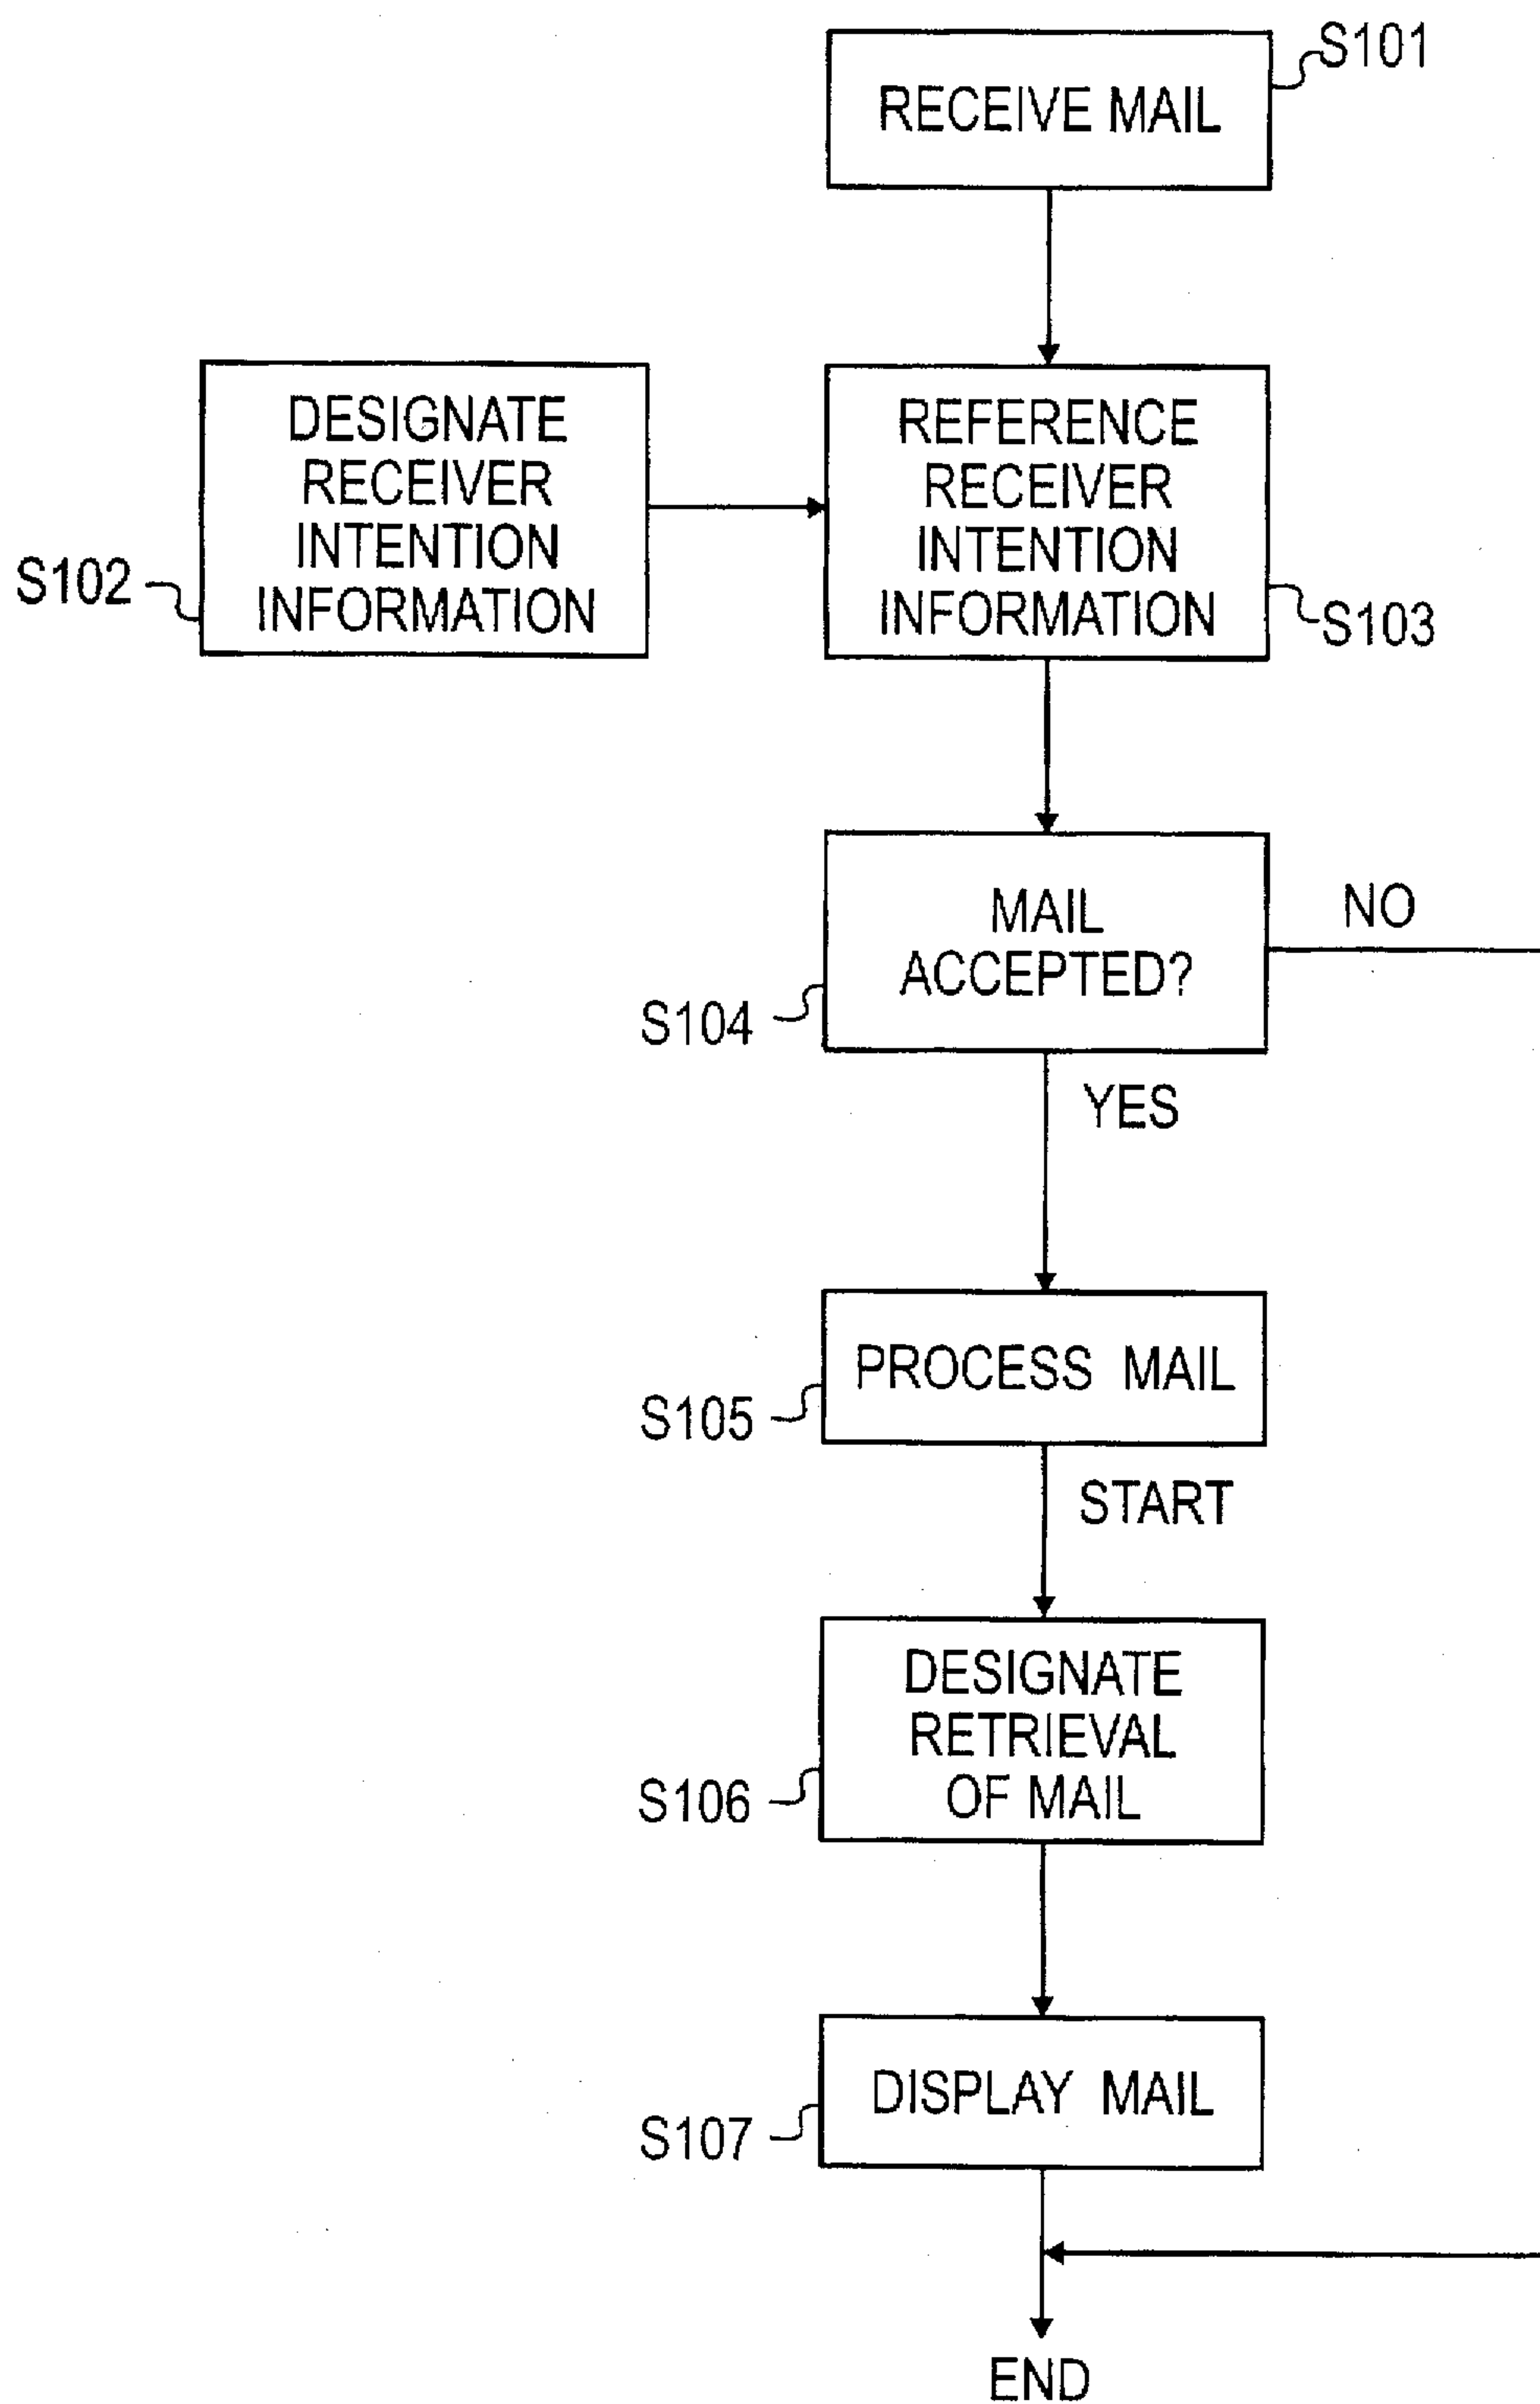 S101
RECEIVE MAIL
DESIGNATE
RECEIVER
INTENTION
INFORMATION
S102
REFERENCE
RECEIVER
INTENTION
INFORMATION
S103
MAIL
ACCEPTED?
NO
S104
YES
PROCESS MAIL
S105
START
DESIGNATE
RETRIEVAL
OF MAIL
S106
DISPLAY MAIL
S107
END